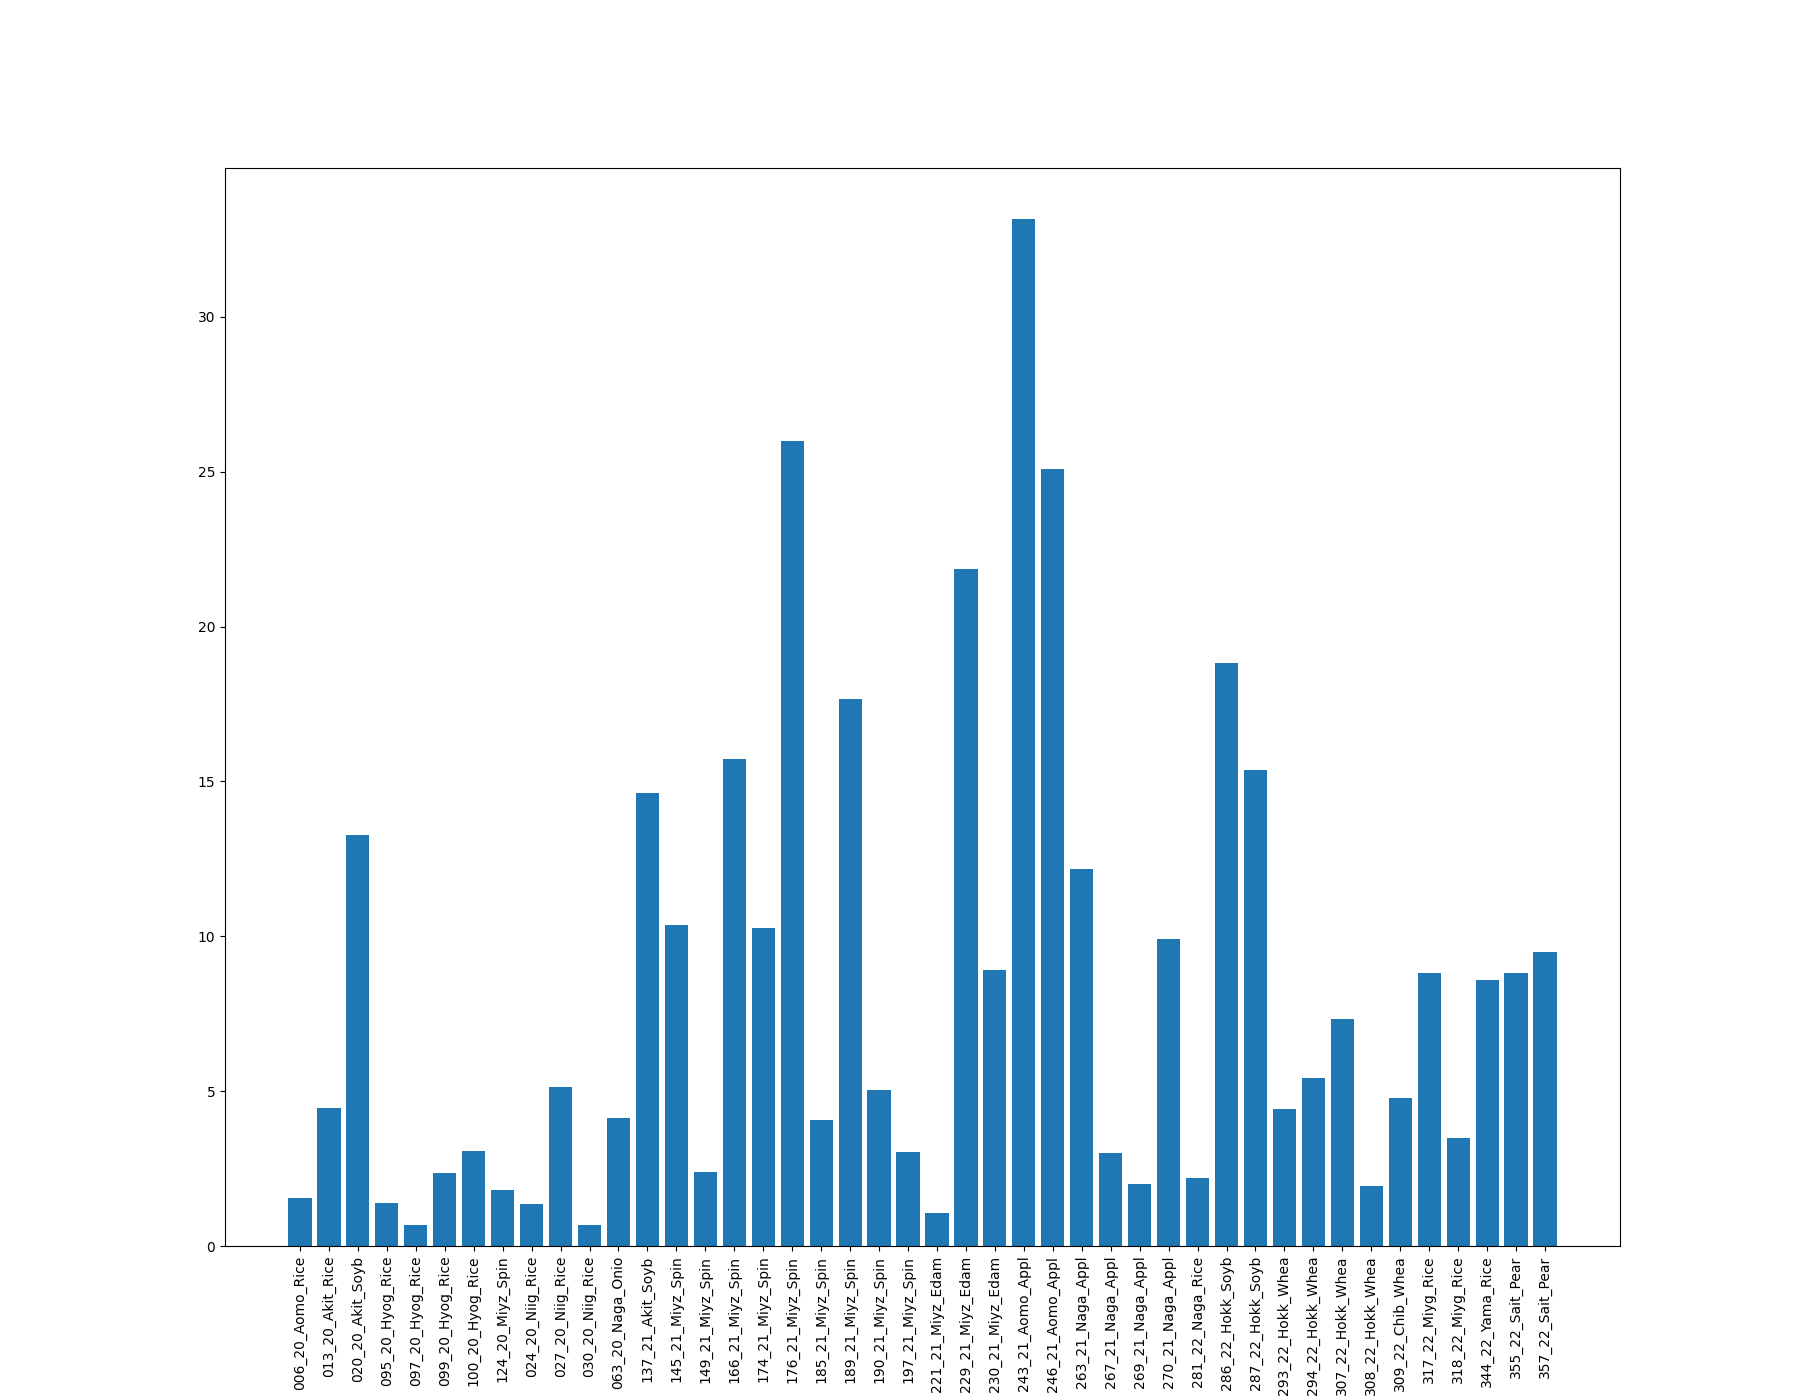 30
25
20
15
10
5
0
006_20_Aomo_Rice
013_20_Akit_Rice
020_20_Akit_Soyb
095_20_Hyog_Rice
097_20_Hyog_Rice
099_20_Hyog_Rice
100_20_Hyog_Rice
124_20_Miyz_Spin
024_20_Niig_Rice
027_20_Niig_Rice
030_20_Niig_Rice
063_20_Naga_Onio
137_21_Akit_Soyb
145_21_Miyz_Spin
149_21_Miyz_Spin
166_21_Miyz_Spin
174_21_Miyz_Spin
176_21_Miyz_Spin
185_21_Miyz_Spin
189_21_Miyz_Spin
190_21_Miyz_Spin
197_21_Miyz_Spin
221_21_Miyz_Edam
229_21_Miyz_Edam
230_21_Miyz_Edam
243_21_Aomo_Appl
246_21_Aomo_Appl
263_21_Naga_Appl
267_21_Naga_Appl
269_21_Naga_Appl
270_21_Naga_Appl
281_22_Naga_Rice
286_22_Hokk_Soyb
287_22_Hokk_Soyb
293_22_Hokk_Whea
294_22_Hokk_Whea
307_22_Hokk_Whea
308_22_Hokk_Whea
309_22_Chib_Whea
317_22_Miyg_Rice
318_22_Miyg_Rice
344_22_Yama_Rice
355_22_Sait_Pear
357_22_Sait_Pear